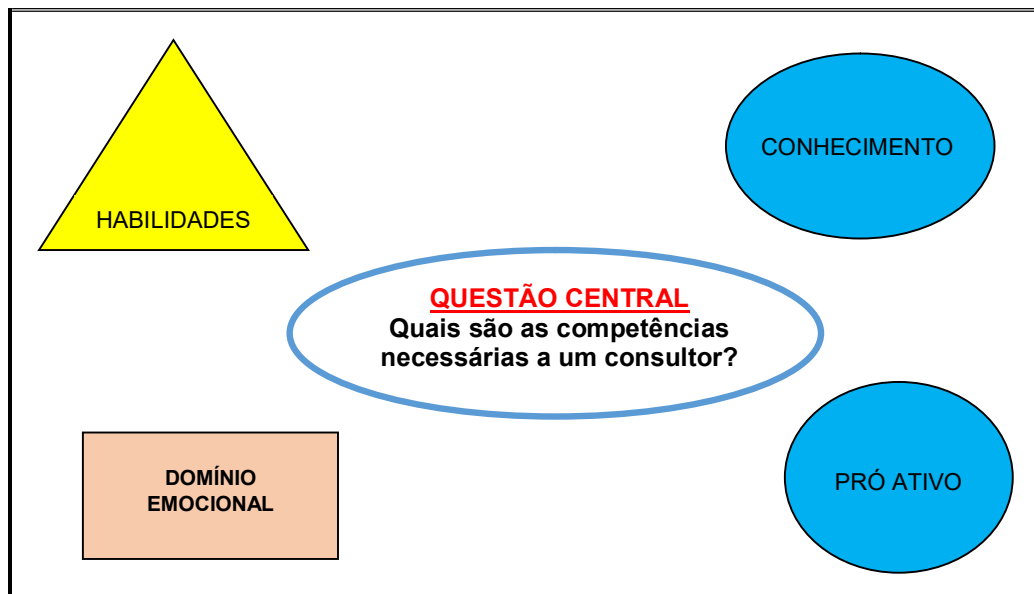 HABILIDADES
CONHECIMENTO
QUESTÃO CENTRAL
Quais são as competências
necessárias a um consultor?
DOMÍNIO
EMOCIONAL
PRÓ ATIVO